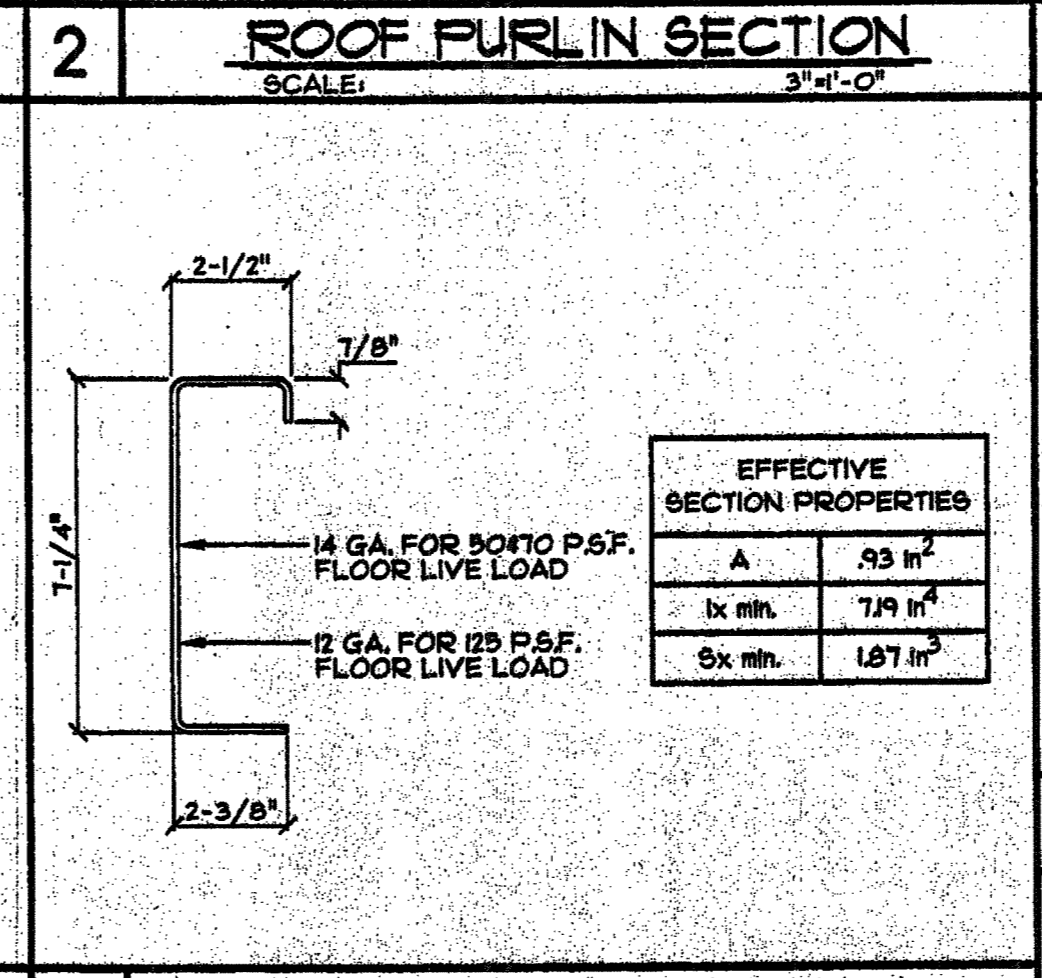 2
ROOF PURLIN SECTION
SCALE: 3"=1'-0"
2-1/2"
7/8"
7-1/4"
14 GA. FOR 50&70 P.S.F.
FLOOR LIVE LOAD
12 GA. FOR 125 P.S.F.
FLOOR LIVE LOAD
2-3/8"
EFFECTIVE
SECTION PROPERTIES
A .93 in²
Ix min. 7.19 in⁴
Sx min. 1.87 in³